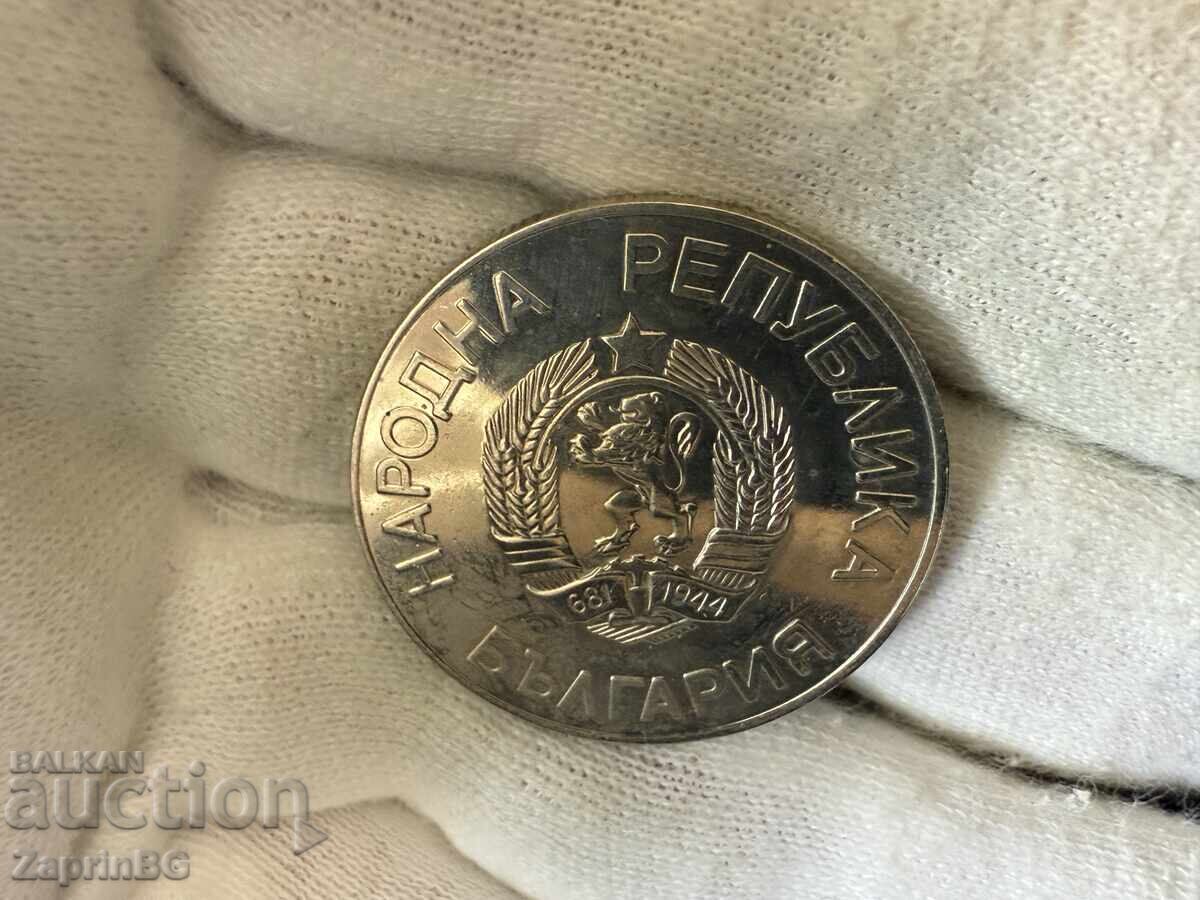 НАРОДНА РЕПУБЛИКА
БЪЛГАРИЯ
681 1944
BALKAN
auction
ZaprinBG